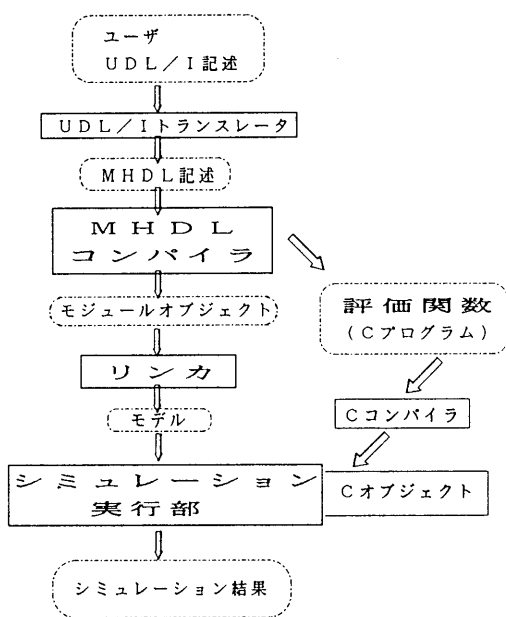 ユーザ
UDL/I記述
UDL/Iトランスレータ
MHDL記述
MHDL
コンパイラ
モジュールオブジェクト
評価関数
(Cプログラム)
リンカ
Cコンパイラ
モデル
シミュレーション
実行部
Cオブジェクト
シミュレーション結果